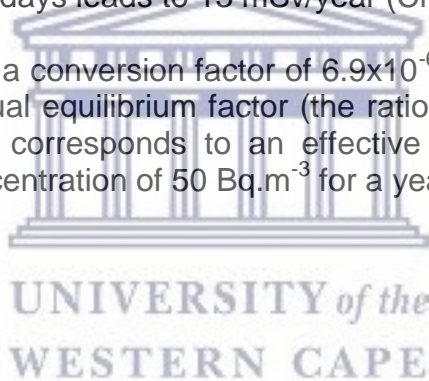 days leads to 15 mSv/year
a conversion factor of 6.9x10⁻⁶
ual equilibrium factor (the ratio
corresponds to an effective
centration of 50 Bq.m⁻³ for a yea
UNIVERSITY of the
WESTERN CAPE